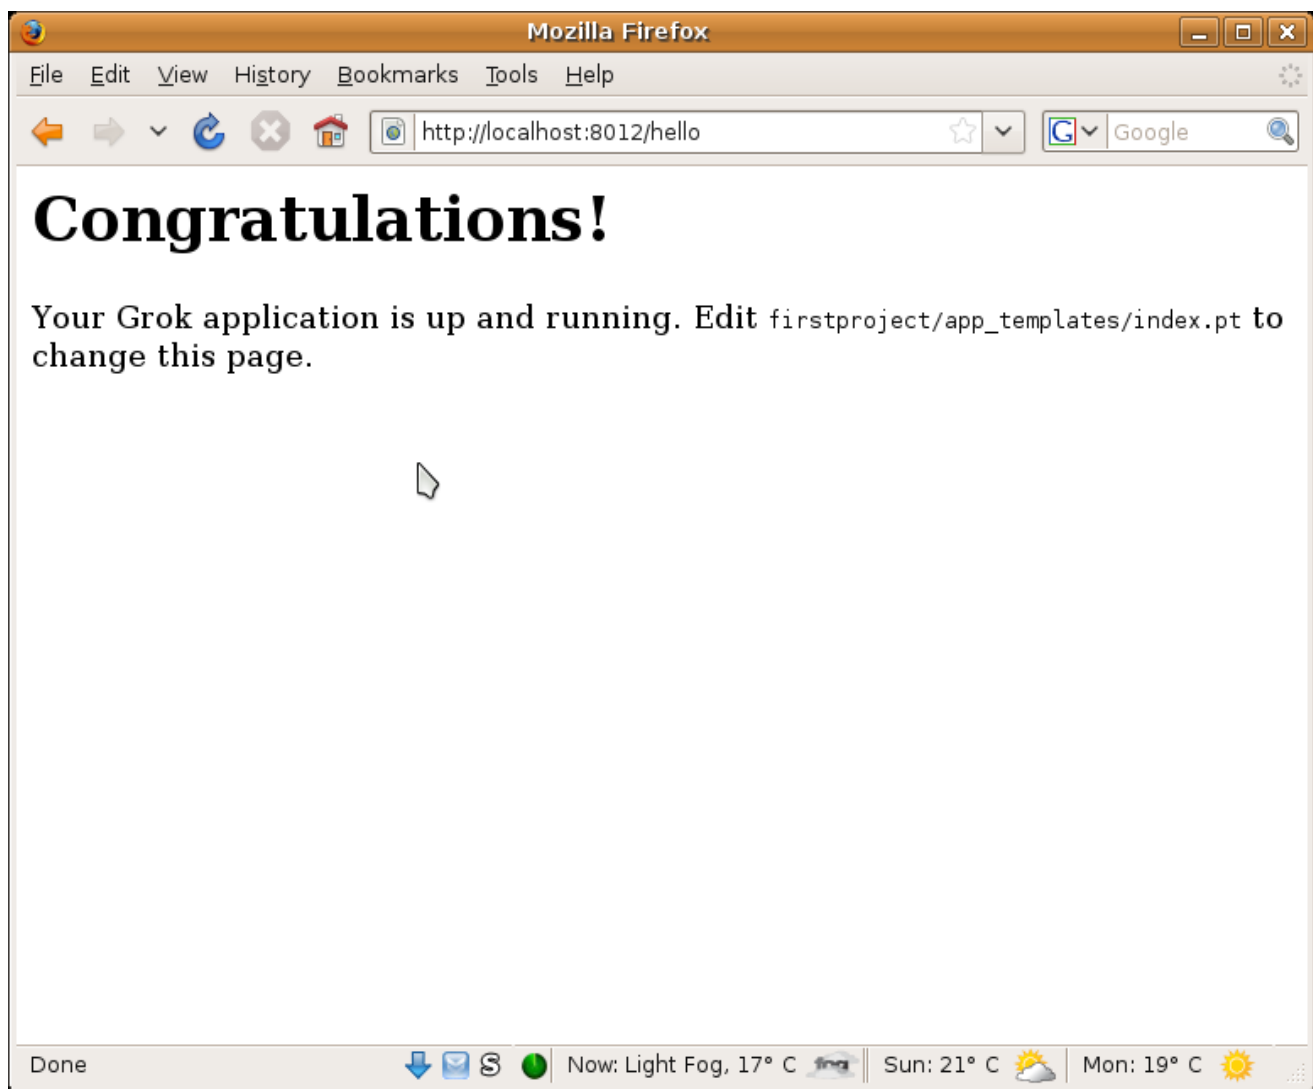 Mozilla Firefox
File Edit View History Bookmarks Tools Help
http://localhost:8012/hello
G Google
Congratulations!
Your Grok application is up and running. Edit firstproject/app_templates/index.pt to
change this page.
Done S Now: Light Fog, 17° C fog Sun: 21° C Mon: 19° C